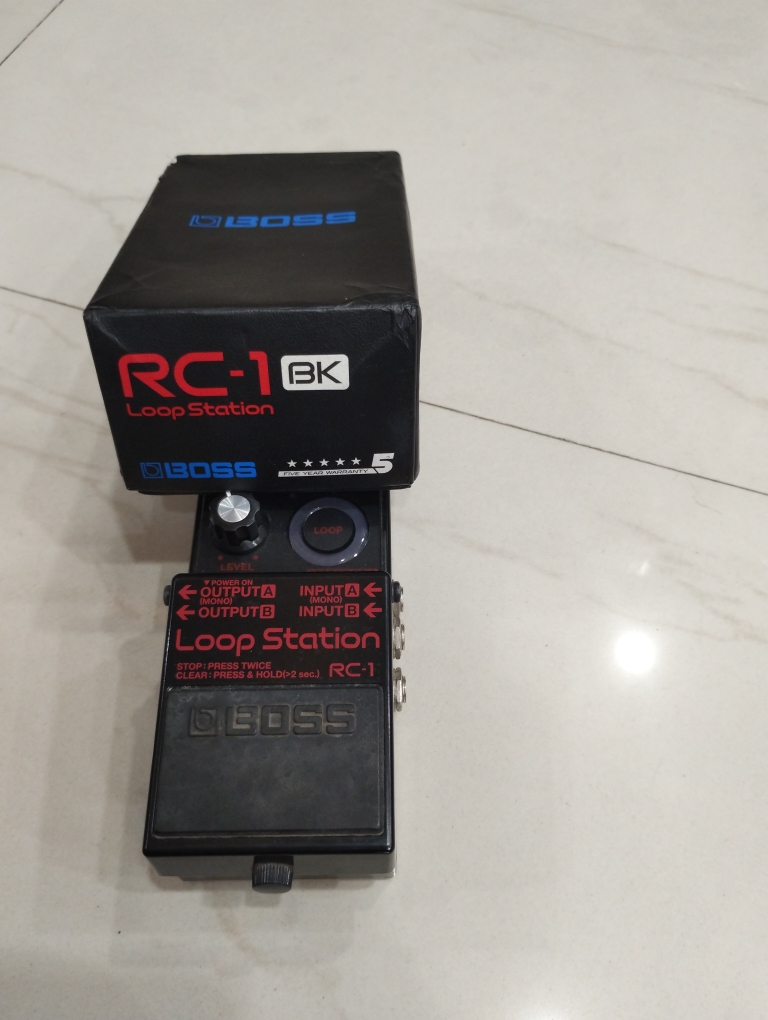 BOSS
RC-1 BK
Loop Station
BOSS
★★★★★ 5
FIVE YEAR WARRANTY
LOOP
LEVEL
▼POWER ON
←OUTPUT A INPUT A←
(MONO) (MONO)
←OUTPUT B INPUT B←
Loop Station
STOP:PRESS TWICE
CLEAR:PRESS & HOLD(>2 sec.) RC-1
BOSS